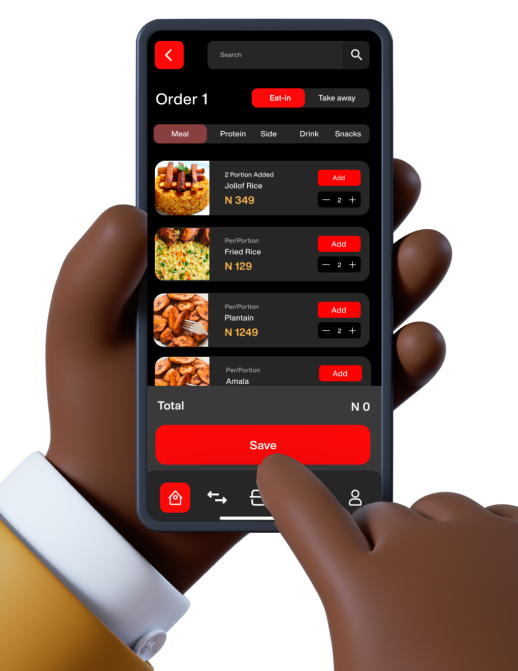 Search
Order 1
Eat-in Take away
Meal Protein Side Drink Snacks
2 Portion Added
Add
Jollof Rice
N 349
2
Per/Portion
Add
Fried Rice
N 129
2
Per/Portion
Add
Plantain
N 1249
2
Per/Portion
Add
Amala
Total N 0
Save